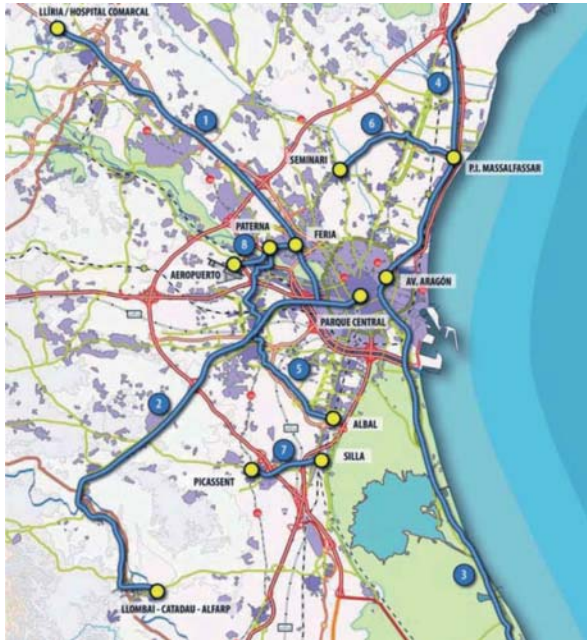 LLÍRIA / HOSPITAL COMARCAL
4
1
6
SEMINARI
P.I. MASSALFASSAR
PATERNA
8
FERIA
AEROPUERTO
AV. ARAGÓN
PARQUE CENTRAL
5
2
ALBAL
7
SILLA
PICASSENT
3
LLOMBAI - CATADAU - ALFARP